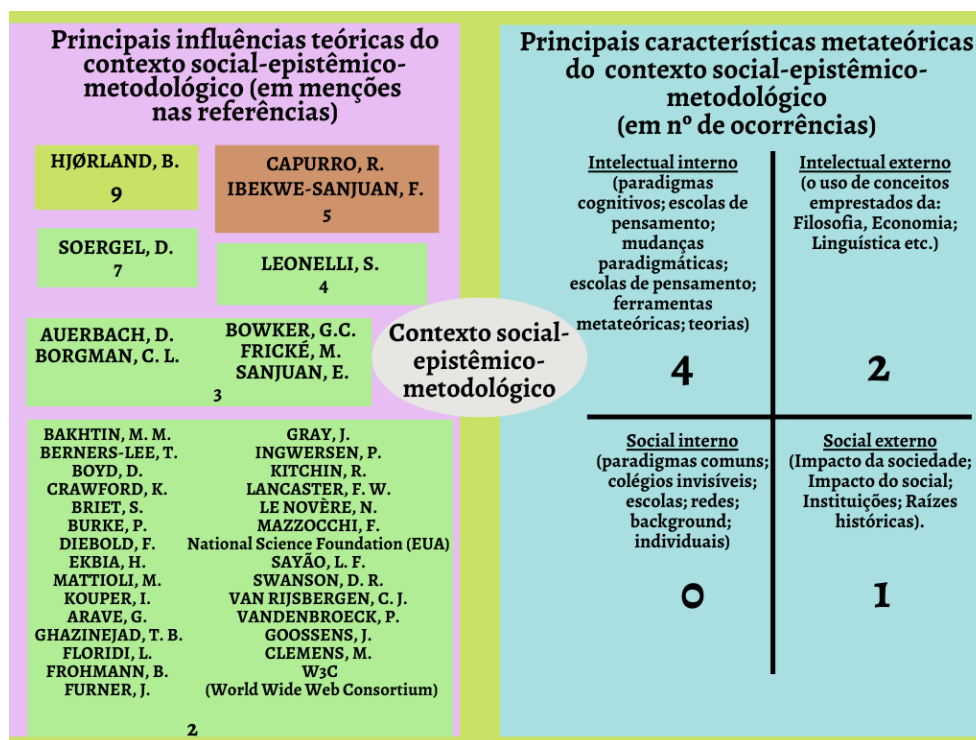 Principais influências teóricas do
contexto social-epistêmico-
metodológico (em menções
nas referências)
HJØRLAND, B.
9
CAPURRO, R.
IBEKWE-SANJUAN, F.
5
SOERGEL, D.
7
LEONELLI, S.
4
AUERBACH, D.
BORGMAN, C. L.
BOWKER, G.C.
FRICKÉ, M.
SANJUAN, E.
3
BAKHTIN, M. M.
BERNERS-LEE, T.
BOYD, D.
CRAWFORD, K.
BRIET, S.
BURKE, P.
DIEBOLD, F.
EKBIA, H.
MATTIOLI, M.
KOUPER, I.
ARAVE, G.
GHAZINEJAD, T. B.
FLORIDI, L.
FROHMANN, B.
FURNER, J.
GRAY, J.
INGWERSEN, P.
KITCHIN, R.
LANCASTER, F. W.
LE NOVÈRE, N.
MAZZOCCHI, F.
National Science Foundation (EUA)
SAYÃO, L. F.
SWANSON, D. R.
VAN RIJSBERGEN, C. J.
VANDENBROECK, P.
GOOSSENS, J.
CLEMENS, M.
W3C
(World Wide Web Consortium)
2
Contexto social-
epistêmico-
metodológico
Principais características metateóricas
do contexto social-epistêmico-
metodológico
(em nº de ocorrências)
Intelectual interno
(paradigmas
cognitivos; escolas de
pensamento;
mudanças
paradigmáticas;
escolas de pensamento;
ferramentas
metateóricas; teorias)
4
Intelectual externo
(o uso de conceitos
emprestados da:
Filosofia, Economia;
Linguística etc.)
2
Social interno
(paradigmas comuns;
colégios invisíveis;
escolas; redes;
background;
individuais)
0
Social externo
(Impacto da sociedade;
Impacto do social;
Instituições; Raízes
históricas).
1